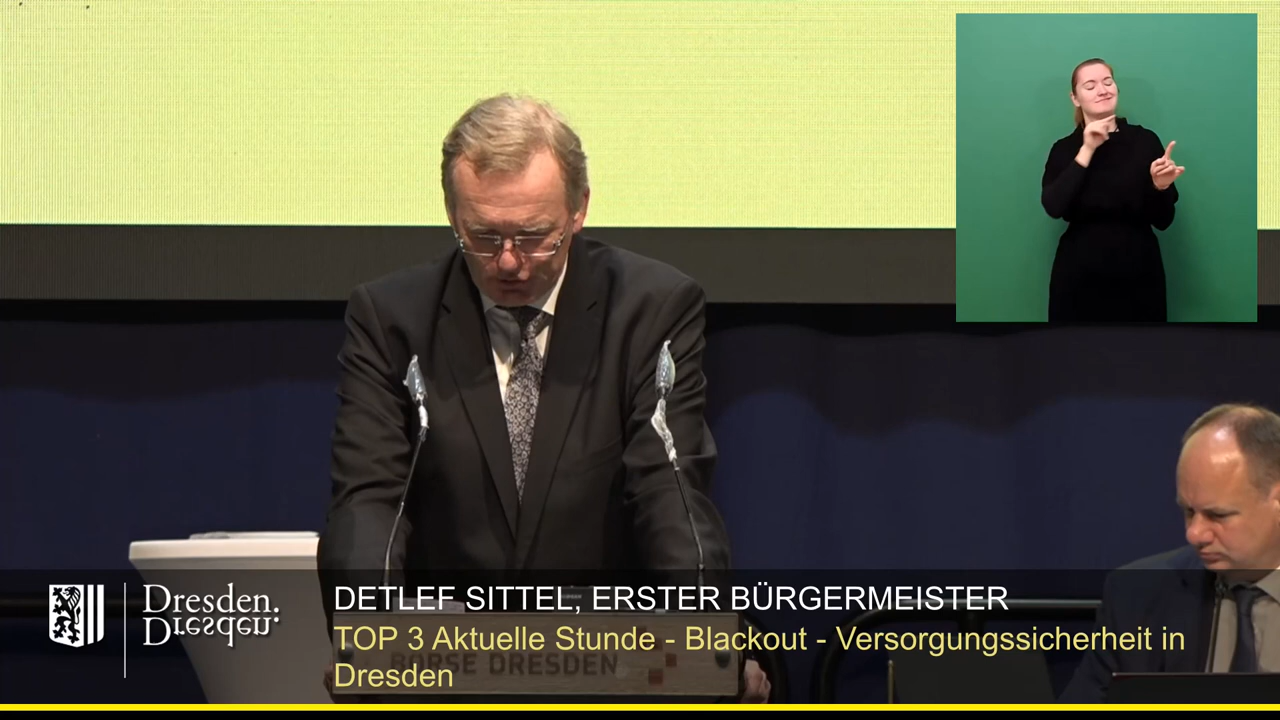 Dresden.
Dresden.
DETLEF SITTEL, ERSTER BÜRGERMEISTER
TOP 3 Aktuelle Stunde - Blackout - Versorgungssicherheit in
Dresden
BÖRSE DRESDEN